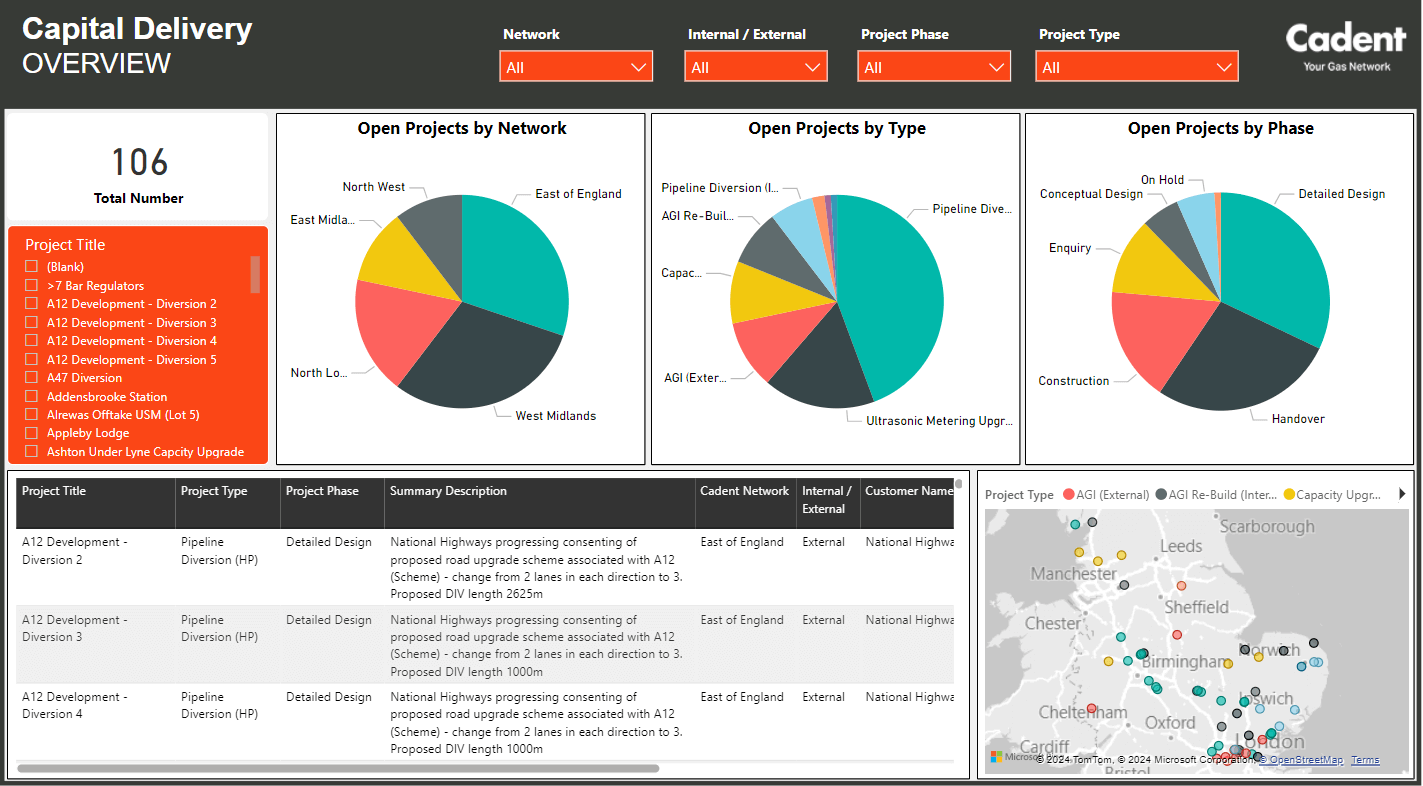 Capital Delivery
OVERVIEW
Network
All
Internal / External
All
Project Phase
All
Project Type
All
Cadent
Your Gas Network
106
Total Number
Project Title
(Blank)
>7 Bar Regulators
A12 Development - Diversion 2
A12 Development - Diversion 3
A12 Development - Diversion 4
A12 Development - Diversion 5
A47 Diversion
Addensbrooke Station
Alrewas Offtake USM (Lot 5)
Appleby Lodge
Ashton Under Lyne Capcity Upgrade
Open Projects by Network
North West
East of England
East Midla...
North Lo...
West Midlands
Open Projects by Type
Pipeline Diversion (I...
AGI Re-Buil...
Pipeline Dive...
Capac...
AGI (Exter...
Ultrasonic Metering Upgr...
Open Projects by Phase
On Hold
Conceptual Design
Detailed Design
Enquiry
Construction
Handover
Project Title Project Type Project Phase Summary Description Cadent Network Internal / Customer Name
External
A12 Development - Pipeline Detailed Design National Highways progressing consenting of East of England External National Highwa
Diversion 2 Diversion (HP) proposed road upgrade scheme associated with A12
(Scheme) - change from 2 lanes in each direction to 3.
Proposed DIV length 2625m
A12 Development - Pipeline Detailed Design National Highways progressing consenting of East of England External National Highwa
Diversion 3 Diversion (HP) proposed road upgrade scheme associated with A12
(Scheme) - change from 2 lanes in each direction to 3.
Proposed DIV length 1000m
A12 Development - Pipeline Detailed Design National Highways progressing consenting of East of England External National Highwa
Diversion 4 Diversion (HP) proposed road upgrade scheme associated with A12
(Scheme) - change from 2 lanes in each direction to 3.
Proposed DIV length 1000m
Project Type AGI (External) AGI Re-Build (Inter... Capacity Upgr...
Scarborough
Leeds
Manchester
Sheffield
Chester
Norwich
Birmingham
Ipswich
Cheltenham
Oxford
London
Cardiff
Microsoft
© 2024 TomTom, © 2024 Microsoft Corporation, © OpenStreetMap Terms
Bristol